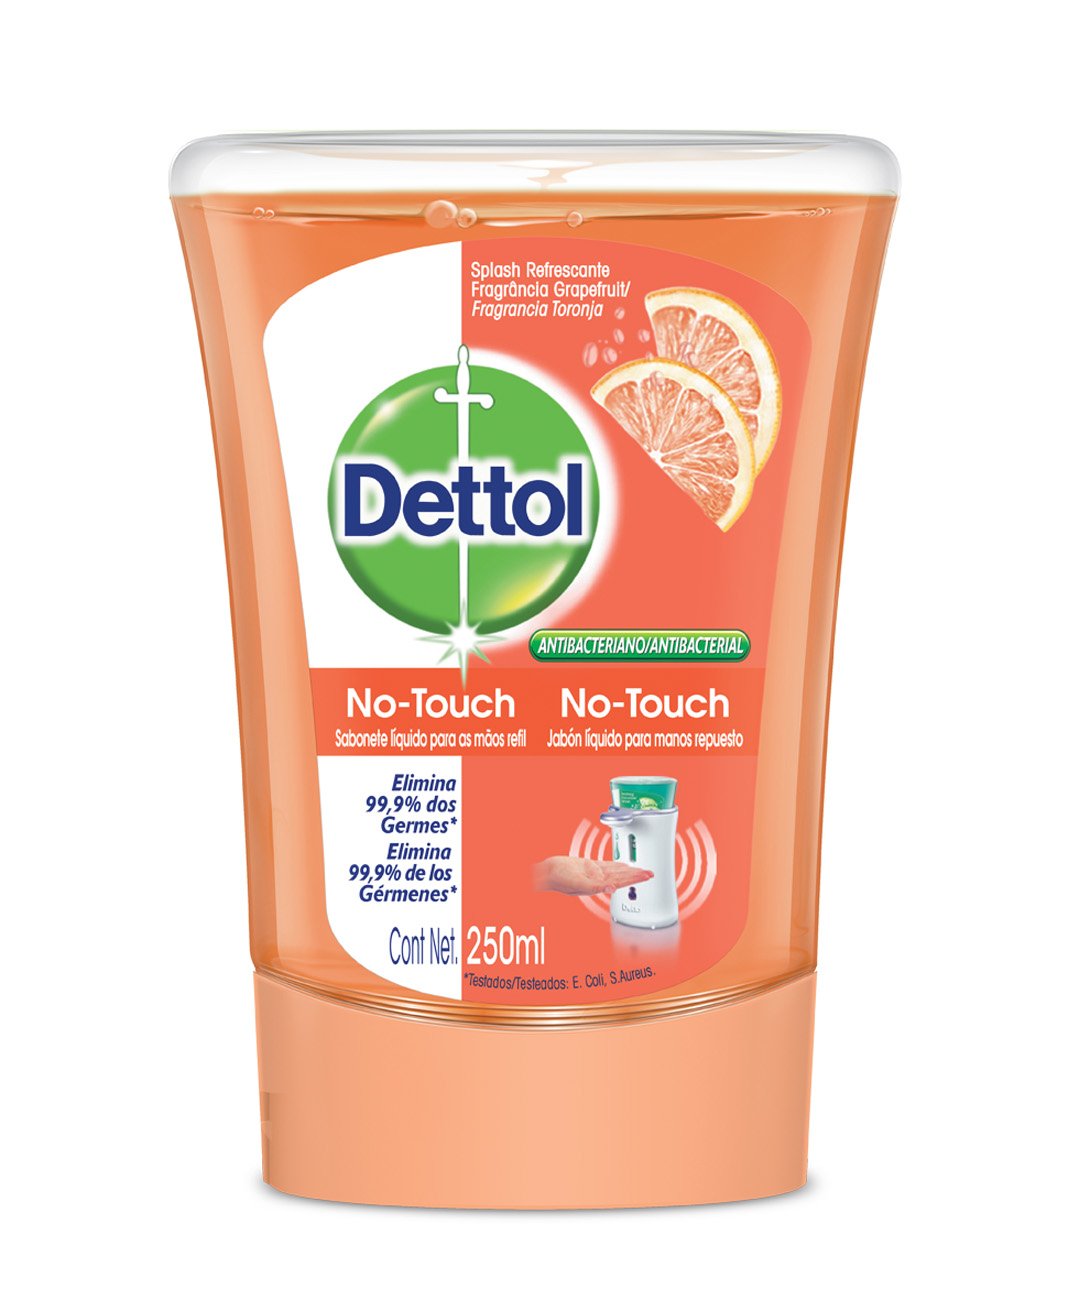 Splash Refrescante
Fragrância Grapefruit/
Fragrancia Toronja
Dettol
ANTIBACTERIANO/ANTIBACTERIAL
No-Touch
Sabonete líquido para as mãos refil
No-Touch
Jabón líquido para manos repuesto
Elimina
99,9% dos
Germes*
Elimina
99,9% de los
Gérmenes*
Dettol
Cont Net. 250ml
*Testados/Testeados: E. Coli, S.Aureus.